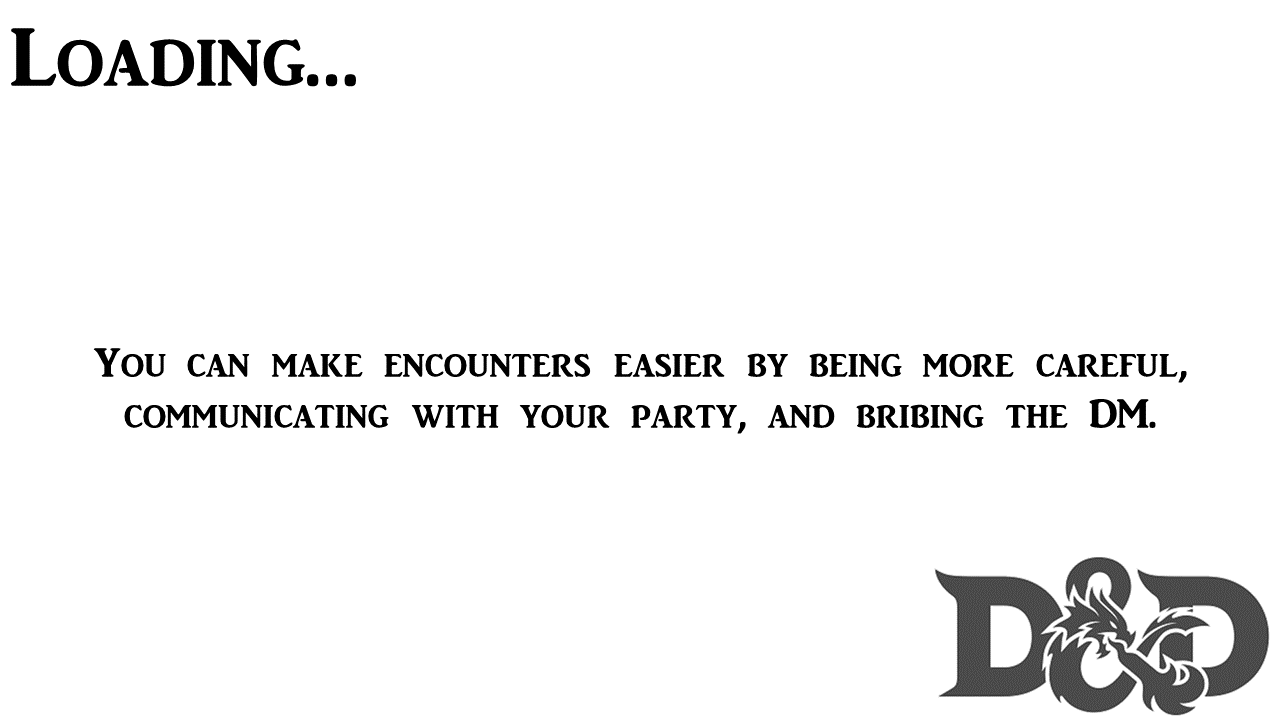 Loading...
You can make encounters easier by being more careful,
communicating with your party, and bribing the DM.
D&D